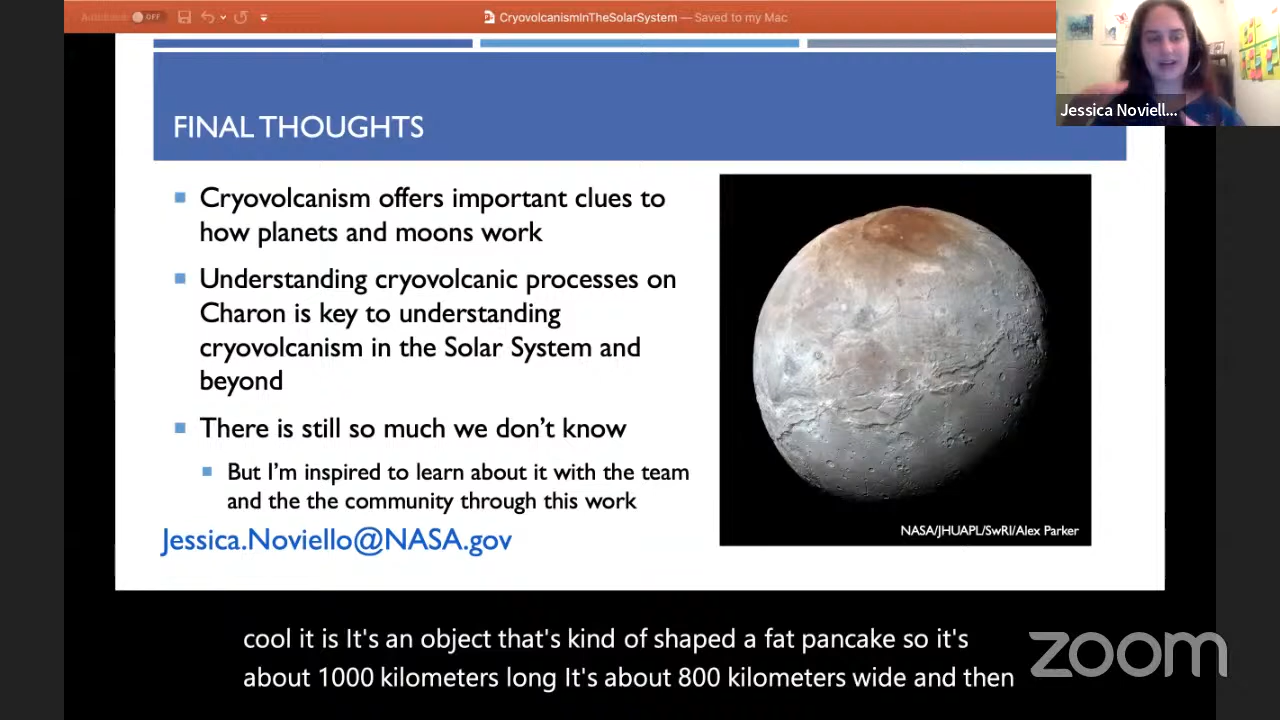 AutoSave OFF
CryovolcanismInTheSolarSystem — Saved to my Mac
Jessica Noviell...
FINAL THOUGHTS
Cryovolcanism offers important clues to
how planets and moons work
Understanding cryovolcanic processes on
Charon is key to understanding
cryovolcanism in the Solar System and
beyond
There is still so much we don't know
But I'm inspired to learn about it with the team
and the the community through this work
Jessica.Noviello@NASA.gov
NASA/JHUAPL/SwRI/Alex Parker
cool it is It's an object that's kind of shaped a fat pancake so it's
about 1000 kilometers long It's about 800 kilometers wide and then
zoom